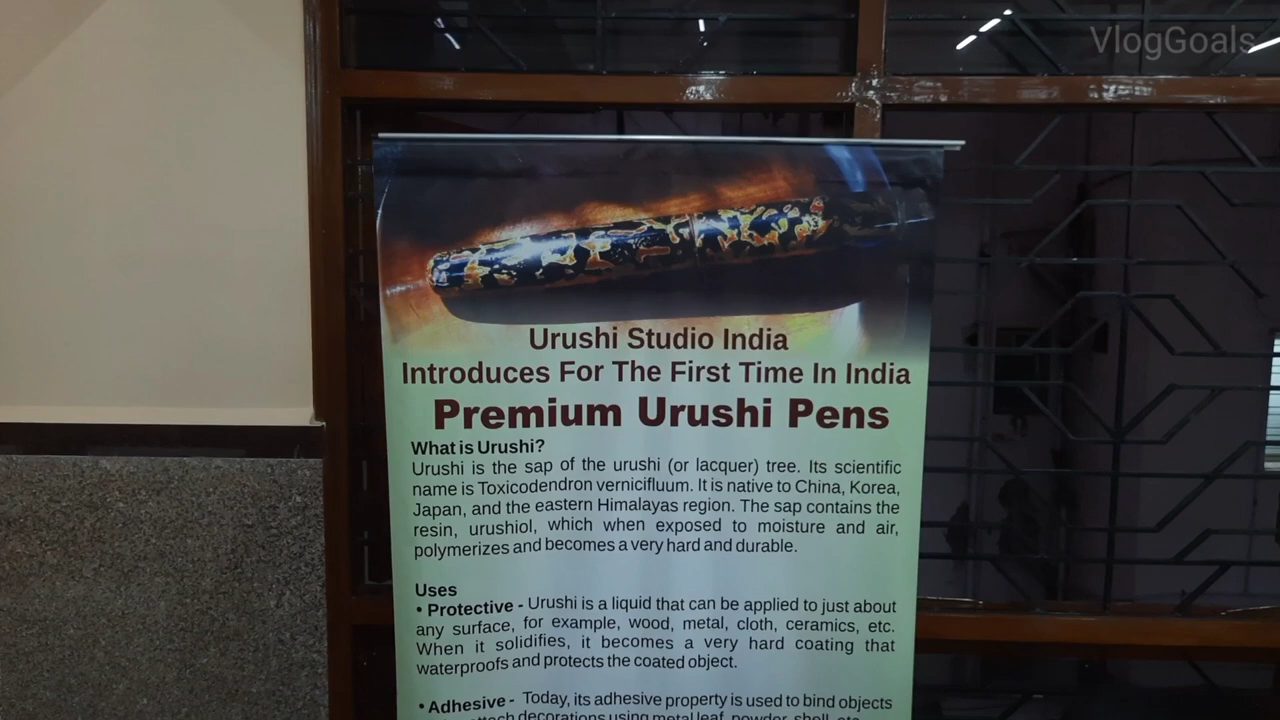 VlogGoals
Urushi Studio India
Introduces For The First Time In India
Premium Urushi Pens
What is Urushi?
Urushi is the sap of the urushi (or lacquer) tree. Its scientific
name is Toxicodendron vernicifluum. It is native to China, Korea,
Japan, and the eastern Himalayas region. The sap contains the
resin, urushiol, which when exposed to moisture and air,
polymerizes and becomes a very hard and durable.
Uses
• Protective - Urushi is a liquid that can be applied to just about
any surface, for example, wood, metal, cloth, ceramics, etc.
When it solidifies, it becomes a very hard coating that
waterproofs and protects the coated object.
• Adhesive - Today, its adhesive property is used to bind objects
attach decorations using metal leaf, powder, shell, etc.